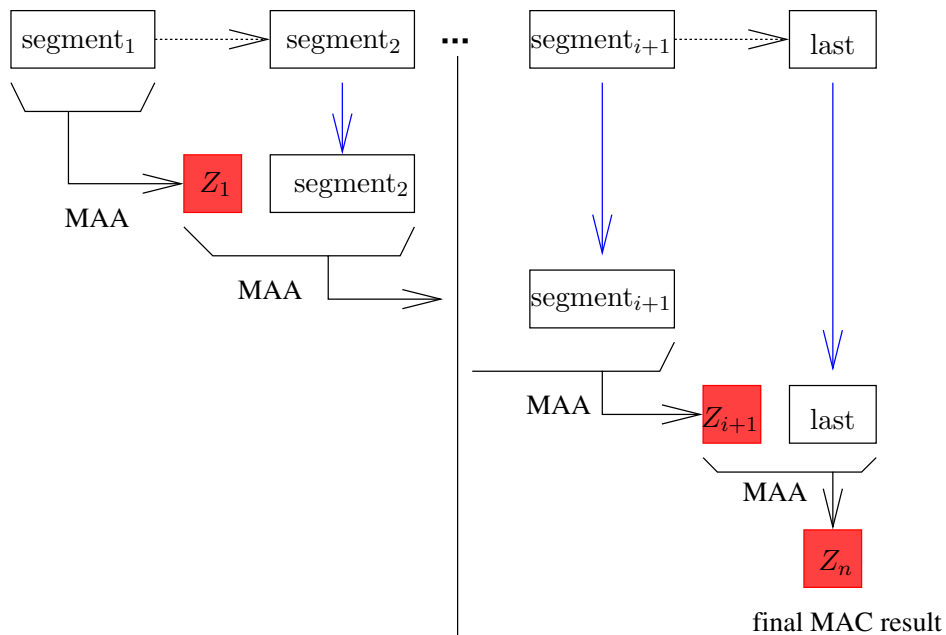 segment₁ segment₂ ... segmentᵢ₊₁ last
Z₁ segment₂
MAA
MAA
segmentᵢ₊₁
MAA
Zᵢ₊₁ last
MAA
Zₙ
final MAC result